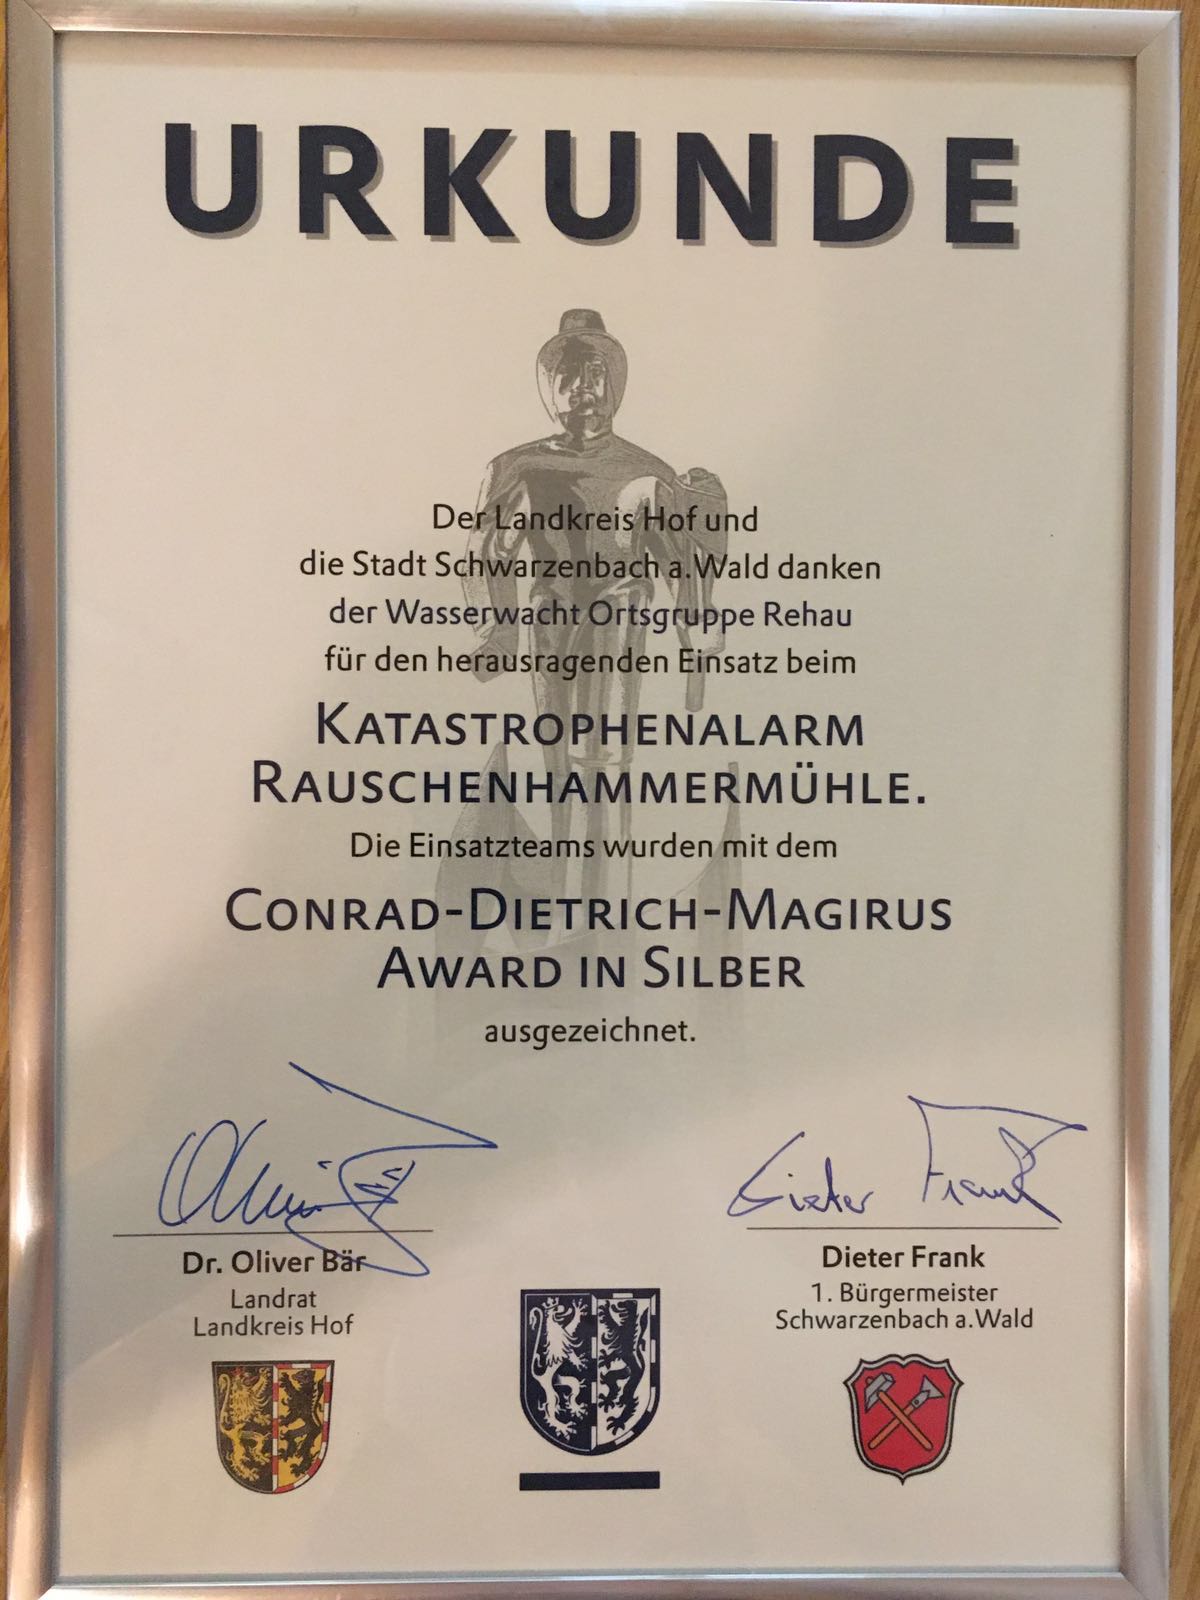 URKUNDE
Der Landkreis Hof und
die Stadt Schwarzenbach a. Wald danken
der Wasserwacht Ortsgruppe Rehau
für den herausragenden Einsatz beim
KATASTROPHENALARM
RAUSCHENHAMMERMÜHLE.
Die Einsatzteams wurden mit dem
CONRAD-DIETRICH-MAGIRUS
AWARD IN SILBER
ausgezeichnet.
Dieter Frank
Dr. Oliver Bär
Landrat
Landkreis Hof
Dieter Frank
1. Bürgermeister
Schwarzenbach a. Wald